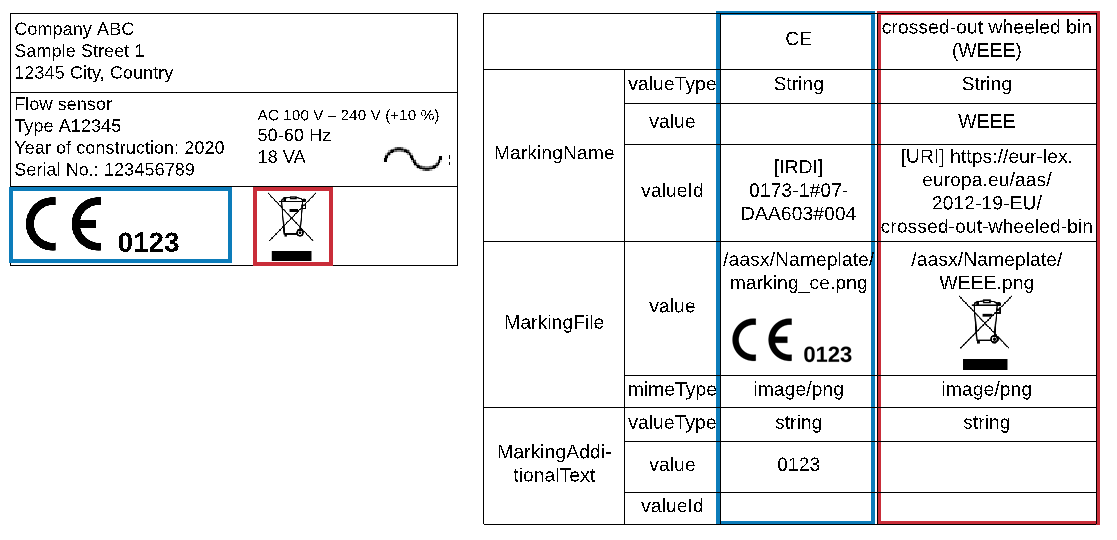 Company ABC
Sample Street 1
12345 City, Country
Flow sensor
Type A12345
Year of construction: 2020
Serial No.: 123456789
AC 100 V – 240 V (+10 %)
50-60 Hz
18 VA
CE 0123
CE
crossed-out wheeled bin
(WEEE)
MarkingName
valueType
String
String
value
WEEE
valueId
[IRDI]
0173-1#07-
DAA603#004
[URI] https://eur-lex.
europa.eu/aas/
2012-19-EU/
crossed-out-wheeled-bin
MarkingFile
value
/aasx/Nameplate/
marking_ce.png
CE 0123
/aasx/Nameplate/
WEEE.png
mimeType
image/png
image/png
MarkingAddi-
tionalText
valueType
string
string
value
0123
valueId